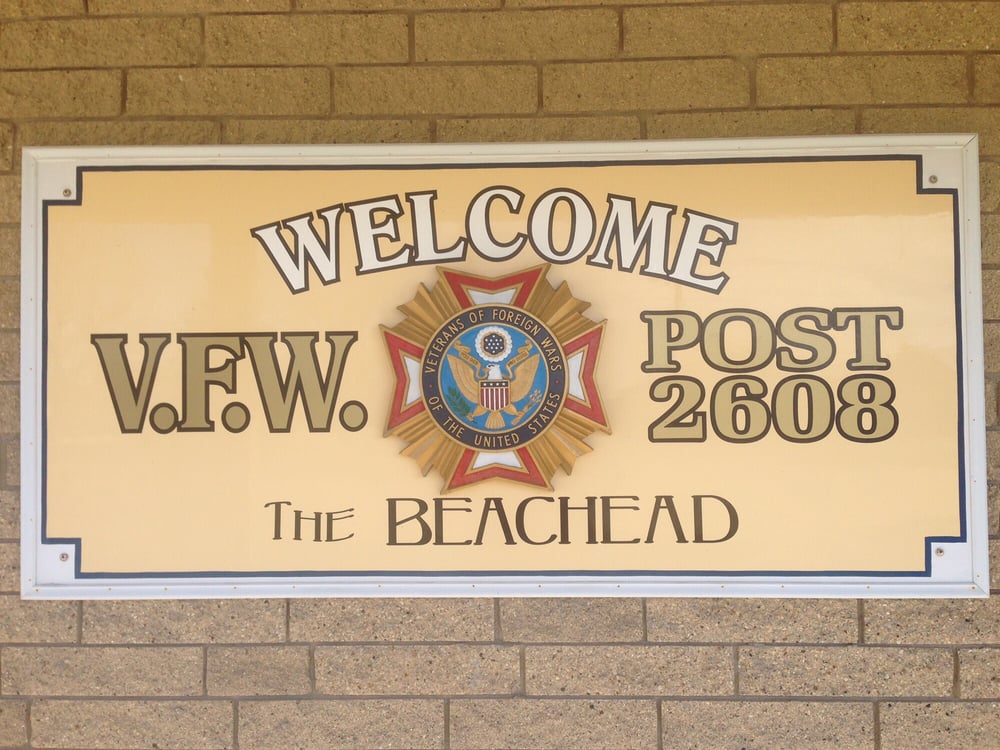 WELCOME
V.F.W.
VETERANS OF FOREIGN WARS
OF THE UNITED STATES
POST
2608
THE BEACHEAD